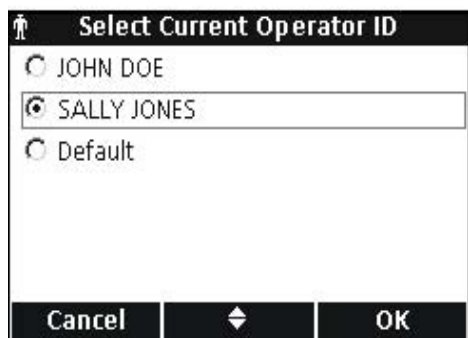 Select Current Operator ID
JOHN DOE
SALLY JONES
Default
Cancel OK